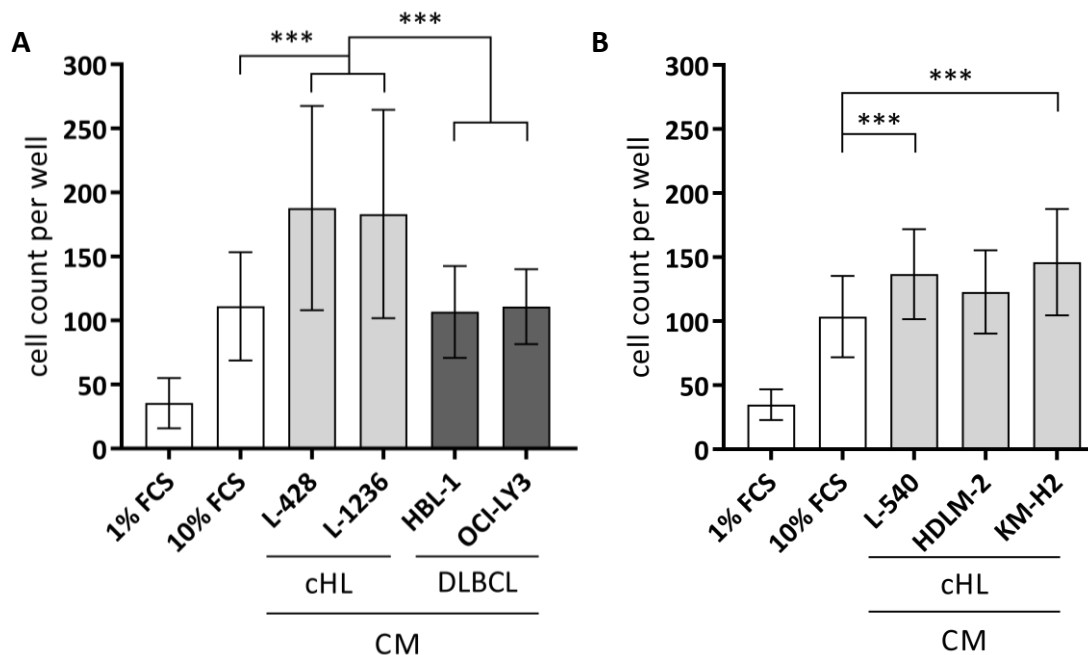 A
***
***
300
250
200
150
100
50
0
cell count per well
1% FCS
10% FCS
L-428
L-1236
HBL-1
OCI-LY3
cHL
DLBCL
CM
B
***
***
300
250
200
150
100
50
0
cell count per well
1% FCS
10% FCS
L-540
HDLM-2
KM-H2
cHL
CM